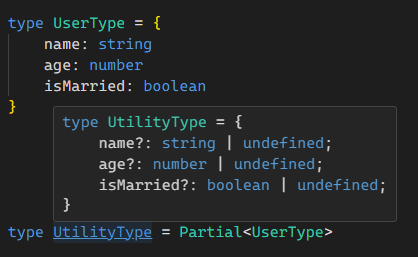 type UserType = {
name: string
age: number
isMarried: boolean
}
type UtilityType = {
name?: string | undefined;
age?: number | undefined;
isMarried?: boolean | undefined;
}
type UtilityType = Partial<UserType>